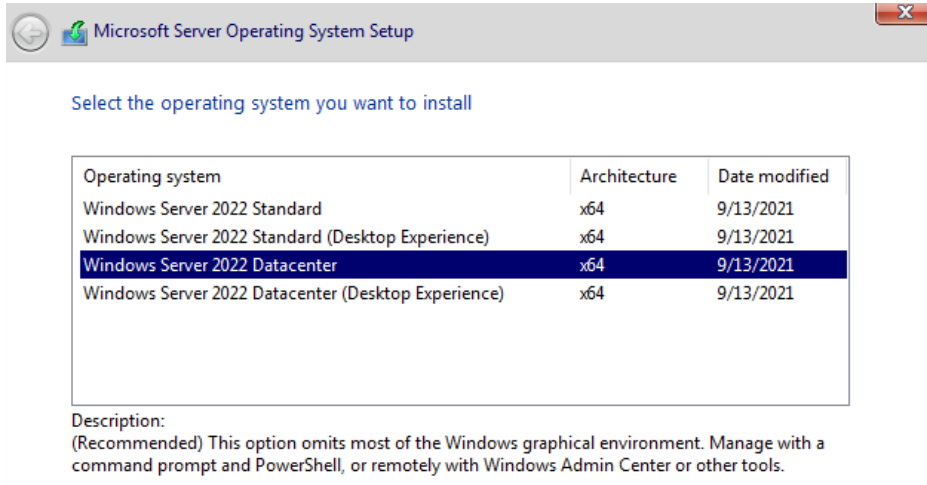 Microsoft Server Operating System Setup
Select the operating system you want to install
Operating system Architecture Date modified
Windows Server 2022 Standard x64 9/13/2021
Windows Server 2022 Standard (Desktop Experience) x64 9/13/2021
Windows Server 2022 Datacenter x64 9/13/2021
Windows Server 2022 Datacenter (Desktop Experience) x64 9/13/2021
Description:
(Recommended) This option omits most of the Windows graphical environment. Manage with a
command prompt and PowerShell, or remotely with Windows Admin Center or other tools.